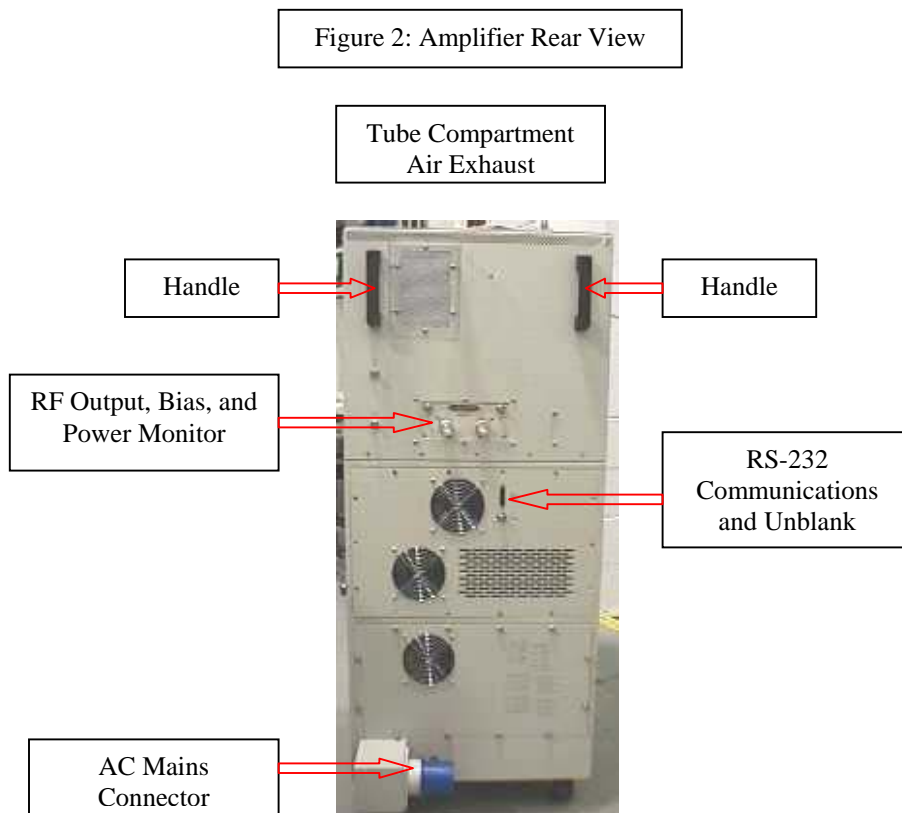 Figure 2: Amplifier Rear View
Tube Compartment
Air Exhaust
Handle
Handle
RF Output, Bias, and
Power Monitor
RS-232
Communications
and Unblank
AC Mains
Connector